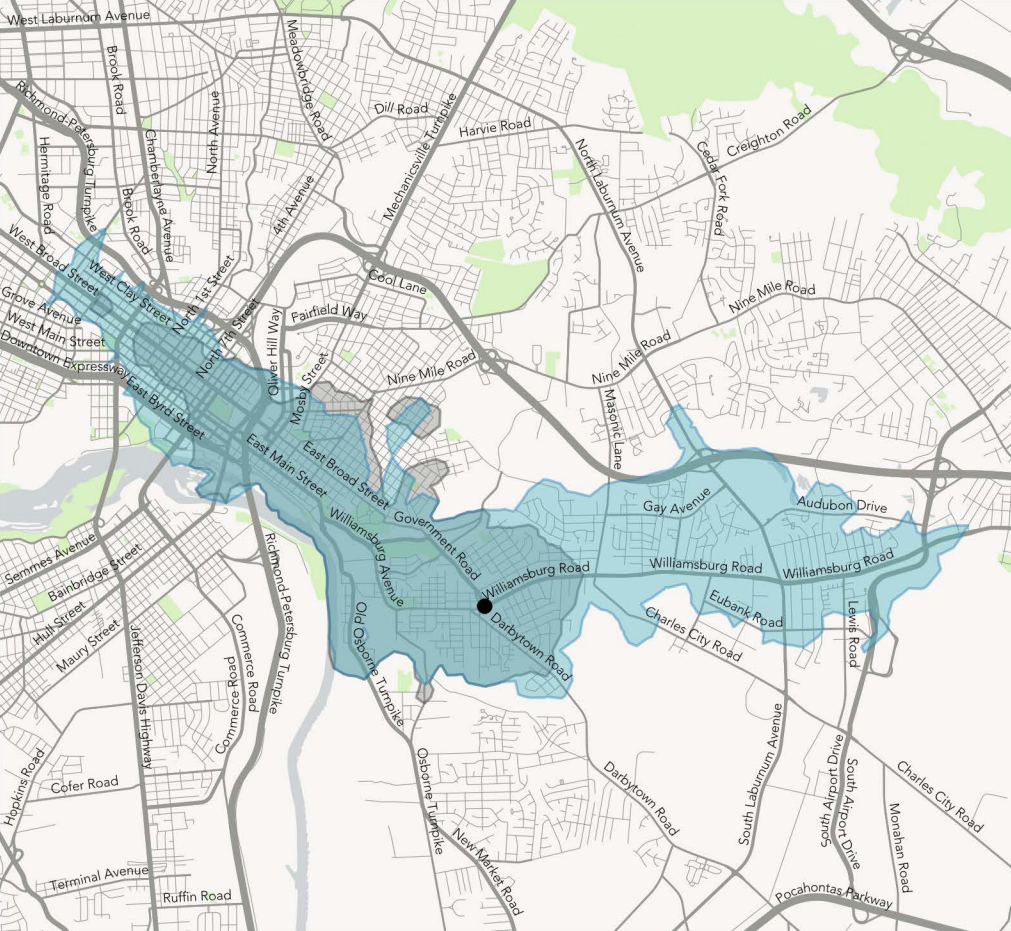 West Laburnum Avenue
Meadowbridge Road
Brook Road
Dill Road
Mechanicsville Turnpike
Harvie Road
Creighton Road
Richmond-Petersburg Turnpike
North Avenue
Chamberlayne Avenue
Hermitage Road
North Laburnum Avenue
Cedar Fork Road
4th Avenue
Brook Road
West Broad Street
West Clay Street
North 1st Street
Cool Lane
Nine Mile Road
Grove Avenue
North 7th Street
Oliver Hill Way
Fairfield Way
West Main Street
Downtown Expressway
Mosby Street
Nine Mile Road
Nine Mile Road
East Byrd Street
Masonic Lane
East Main Street
East Broad Street
Gay Avenue
Audubon Drive
Williamsburg Avenue
Government Road
Semmes Avenue
Bainbridge Street
Hull Street
Maury Street
Richmond-Petersburg Turnpike
Williamsburg Road
Williamsburg Road
Williamsburg Road
Old Osborne Turnpike
Darbytown Road
Charles City Road
Eubank Road
Lewis Road
Jefferson Davis Highway
Commerce Road
Commerce Road
Hopkins Road
Cofer Road
Osborne Turnpike
Darbytown Road
South Laburnum Avenue
South Airport Drive
South Airport Drive
Charles City Road
Monahan Road
New Market Road
Terminal Avenue
Ruffin Road
Pocahontas Parkway